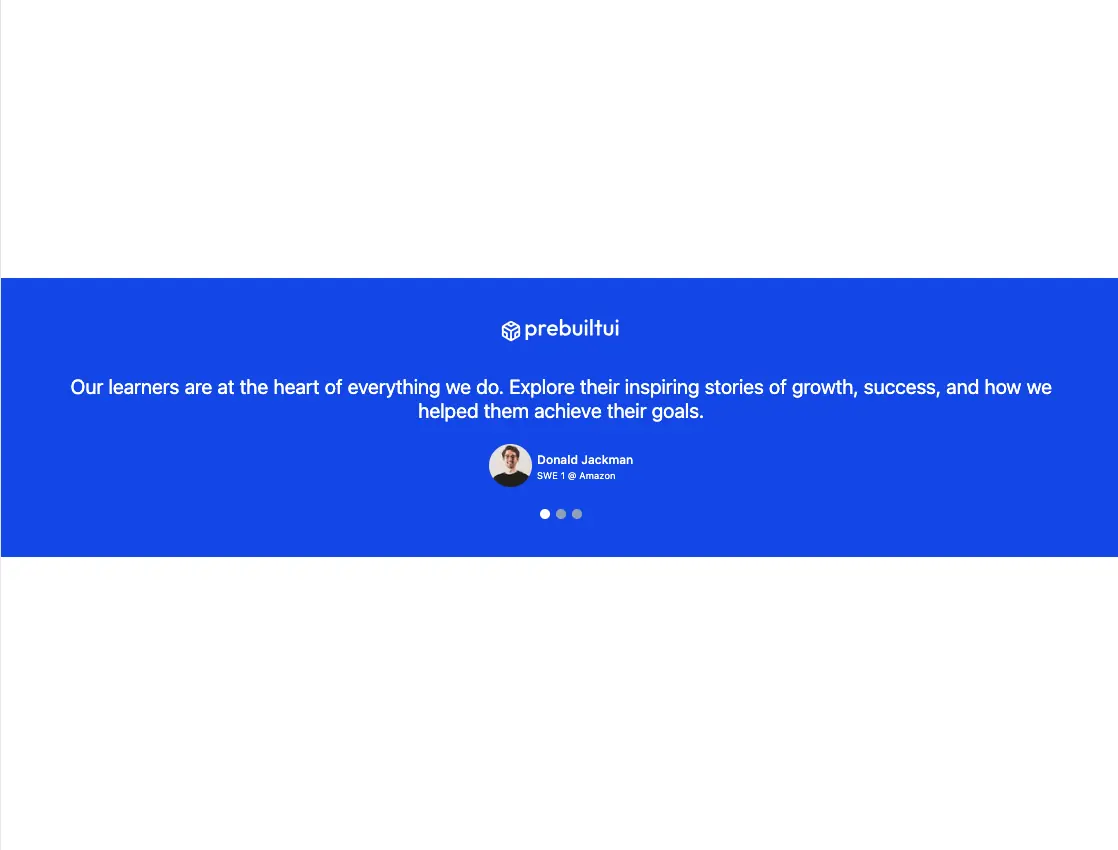 prebuiltui
Our learners are at the heart of everything we do. Explore their inspiring stories of growth, success, and how we
helped them achieve their goals.
Donald Jackman
SWE 1 @ Amazon